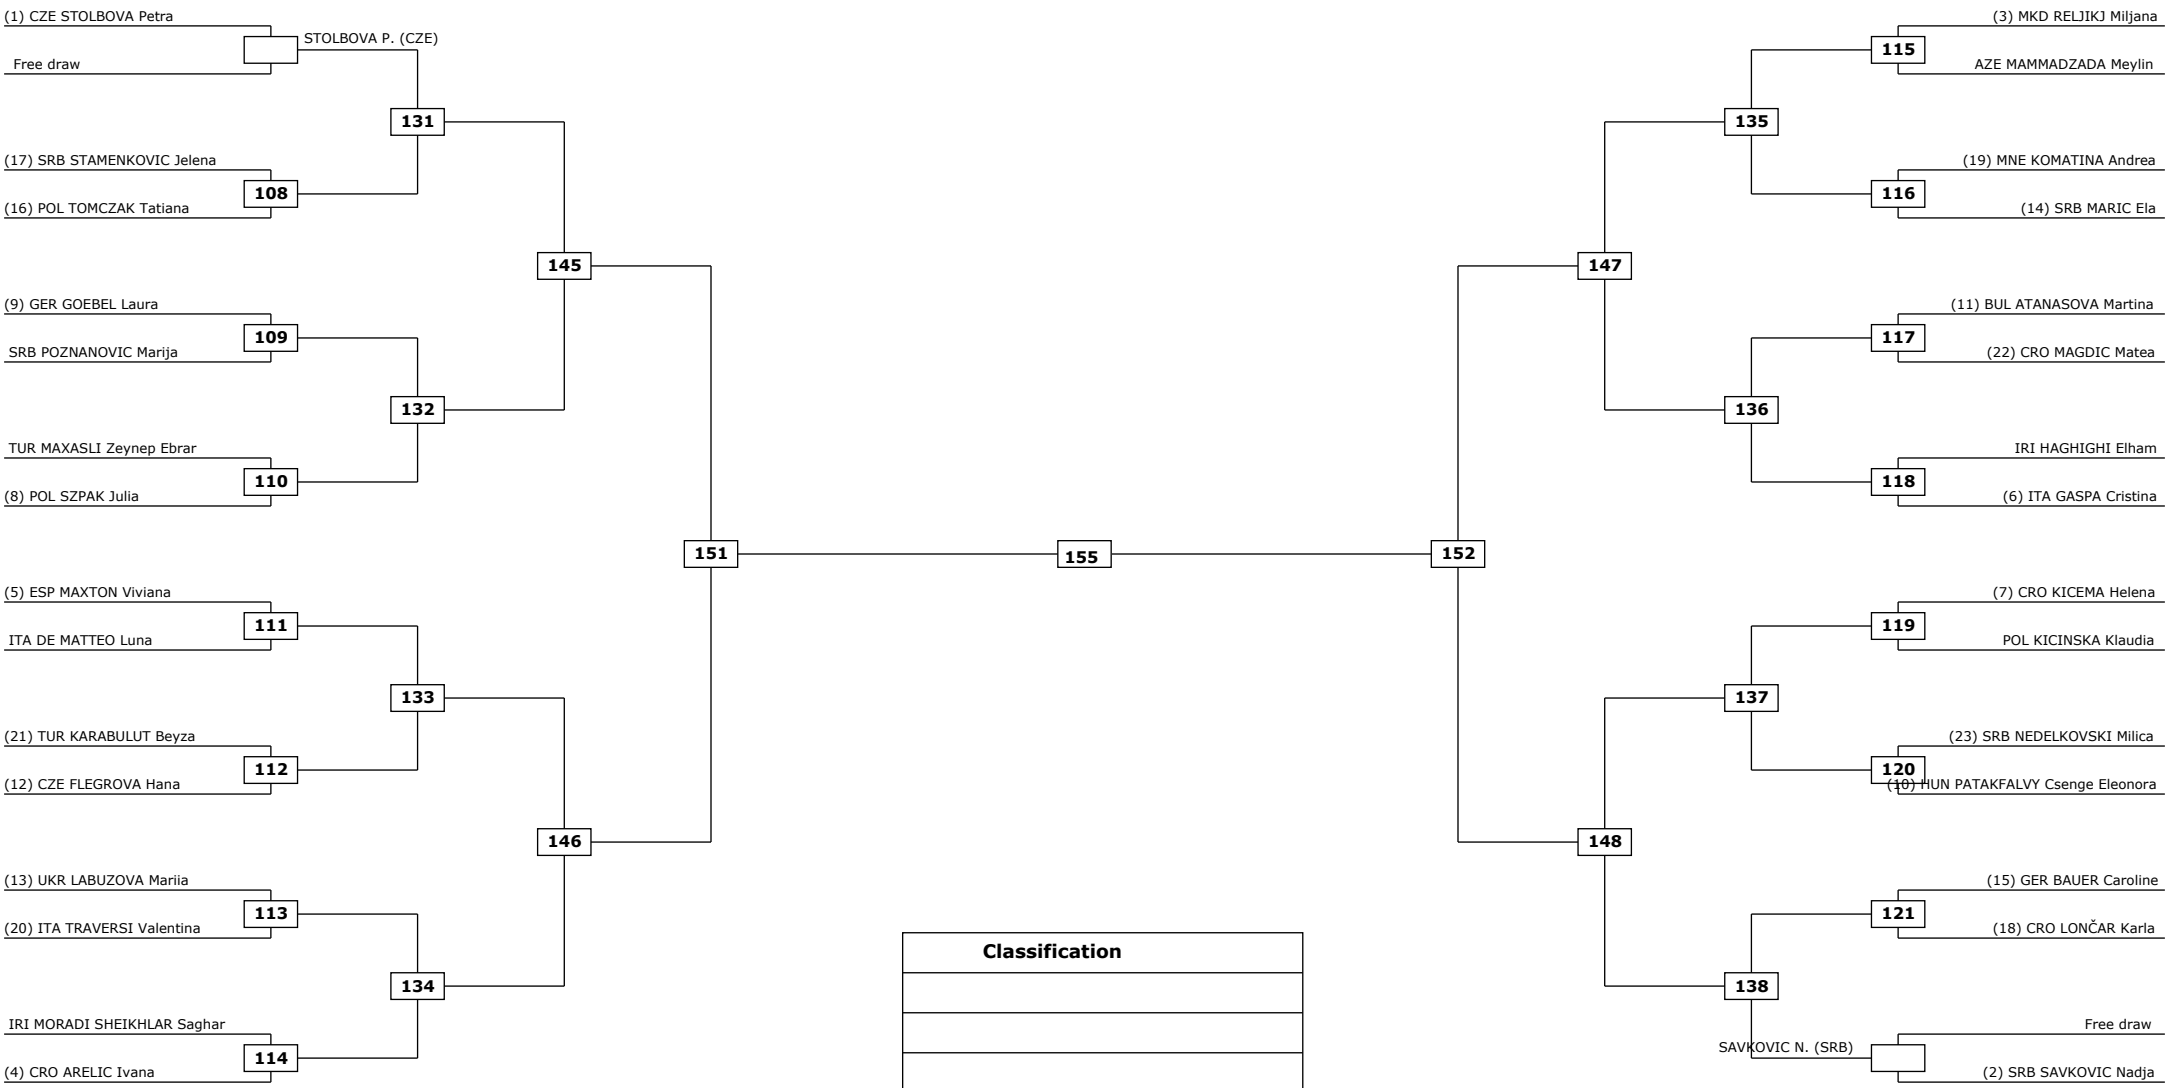 (1) CZE STOLBOVA Petra
STOLBOVA P. (CZE)
Free draw
131
(17) SRB STAMENKOVIC Jelena
108
(16) POL TOMCZAK Tatiana
145
(9) GER GOEBEL Laura
109
SRB POZNANOVIC Marija
132
TUR MAXASLI Zeynep Ebrar
110
(8) POL SZPAK Julia
151
(5) ESP MAXTON Viviana
111
ITA DE MATTEO Luna
133
(21) TUR KARABULUT Beyza
112
(12) CZE FLEGROVA Hana
146
(13) UKR LABUZOVA Mariia
113
(20) ITA TRAVERSI Valentina
134
IRI MORADI SHEIKHLAR Saghar
114
(4) CRO ARELIC Ivana
155
Classification
(3) MKD RELJIKJ Miljana
115
AZE MAMMADZADA Meylin
135
(19) MNE KOMATINA Andrea
116
(14) SRB MARIC Ela
147
(11) BUL ATANASOVA Martina
117
(22) CRO MAGDIC Matea
136
IRI HAGHIGHI Elham
118
(6) ITA GASPA Cristina
152
(7) CRO KICEMA Helena
119
POL KICINSKA Klaudia
137
(23) SRB NEDELKOVSKI Milica
120
(10) HUN PATAKFALVY Csenge Eleonora
148
(15) GER BAUER Caroline
121
(18) CRO LONČAR Karla
138
Free draw
SAVKOVIC N. (SRB)
(2) SRB SAVKOVIC Nadja